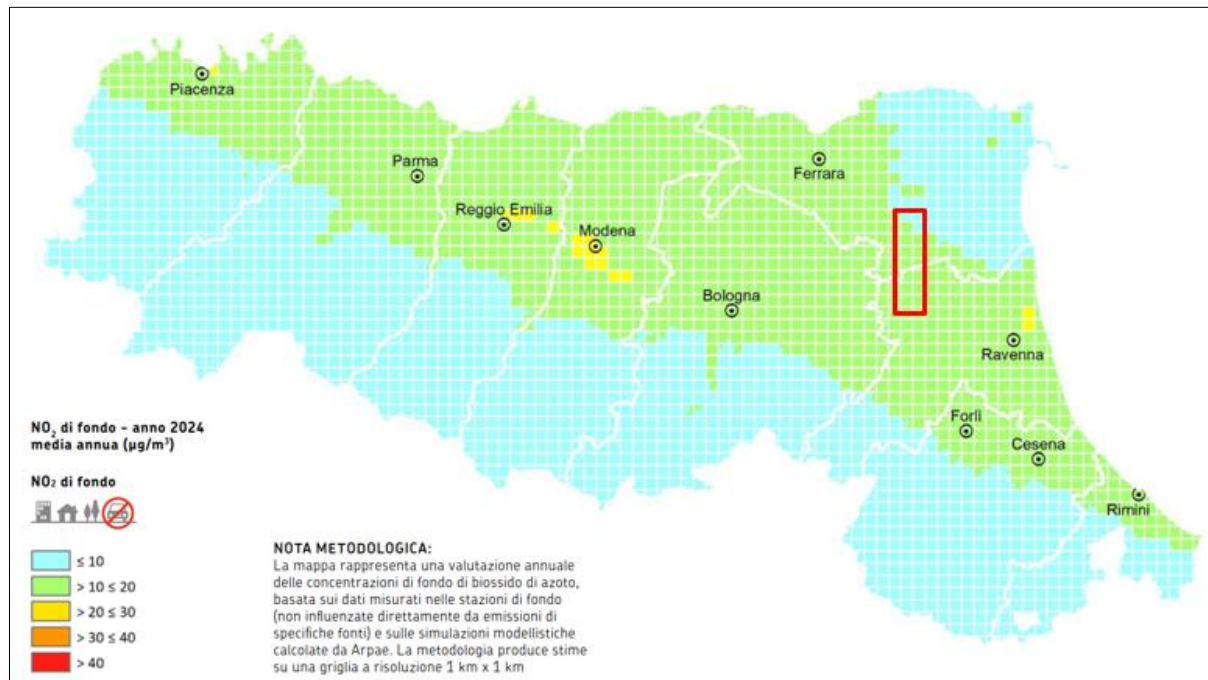 Piacenza
Parma
Ferrara
Reggio Emilia
Modena
Bologna
Ravenna
Forlì
Cesena
Rimini
NO₂ di fondo - anno 2024
media annua (µg/m³)
NO₂ di fondo
≤ 10
> 10 ≤ 20
> 20 ≤ 30
> 30 ≤ 40
> 40
NOTA METODOLOGICA:
La mappa rappresenta una valutazione annuale
delle concentrazioni di fondo di biossido di azoto,
basata sui dati misurati nelle stazioni di fondo
(non influenzate direttamente da emissioni di
specifiche fonti) e sulle simulazioni modellistiche
calcolate da Arpae. La metodologia produce stime
su una griglia a risoluzione 1 km x 1 km